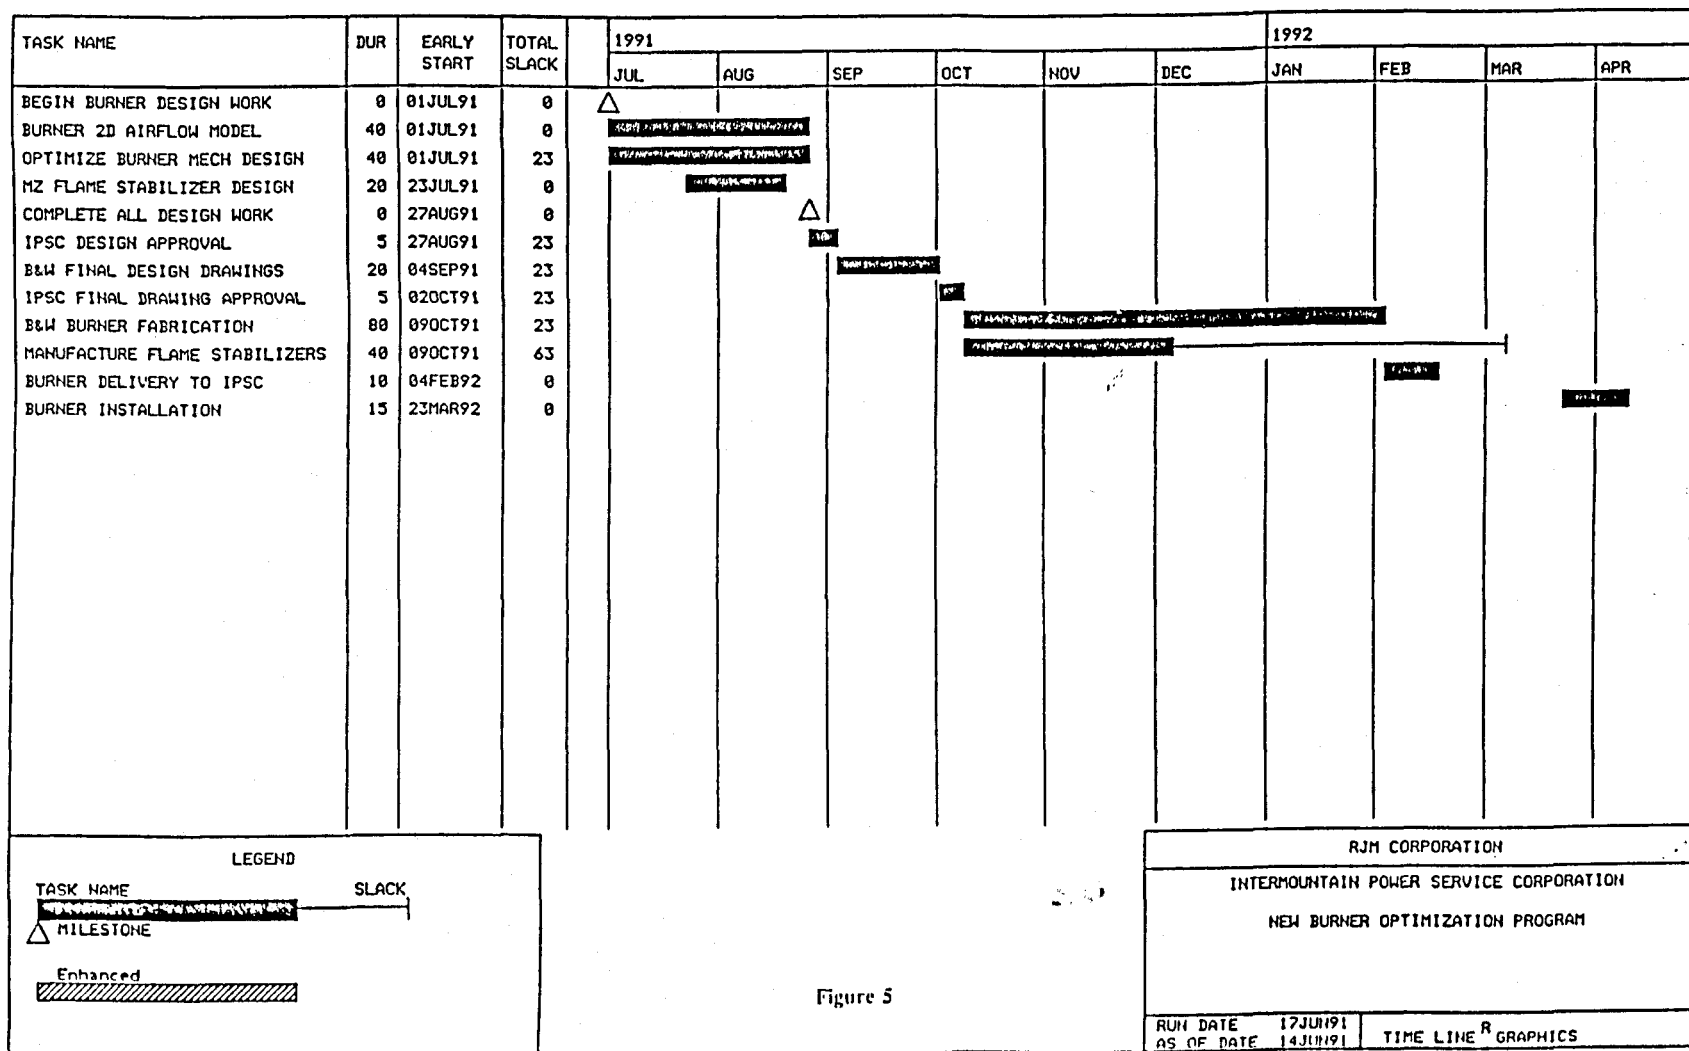 TASK NAME DUR EARLY START TOTAL SLACK 1991 1992
JUL AUG SEP OCT NOV DEC JAN FEB MAR APR
BEGIN BURNER DESIGN WORK 0 01JUL91 0
BURNER 2D AIRFLOW MODEL 40 01JUL91 0
OPTIMIZE BURNER MECH DESIGN 40 01JUL91 23
MZ FLAME STABILIZER DESIGN 20 23JUL91 0
COMPLETE ALL DESIGN WORK 0 27AUG91 0
IPSC DESIGN APPROVAL 5 27AUG91 23
B&W FINAL DESIGN DRAWINGS 20 04SEP91 23
IPSC FINAL DRAWING APPROVAL 5 02OCT91 23
B&W BURNER FABRICATION 80 09OCT91 23
MANUFACTURE FLAME STABILIZERS 40 09OCT91 63
BURNER DELIVERY TO IPSC 10 04FEB92 0
BURNER INSTALLATION 15 23MAR92 0
LEGEND
TASK NAME SLACK
MILESTONE
Enhanced
Figure 5
RJM CORPORATION
INTERMOUNTAIN POWER SERVICE CORPORATION
NEW BURNER OPTIMIZATION PROGRAM
RUN DATE 17JUN91
AS OF DATE 14JUN91
TIME LINE R GRAPHICS